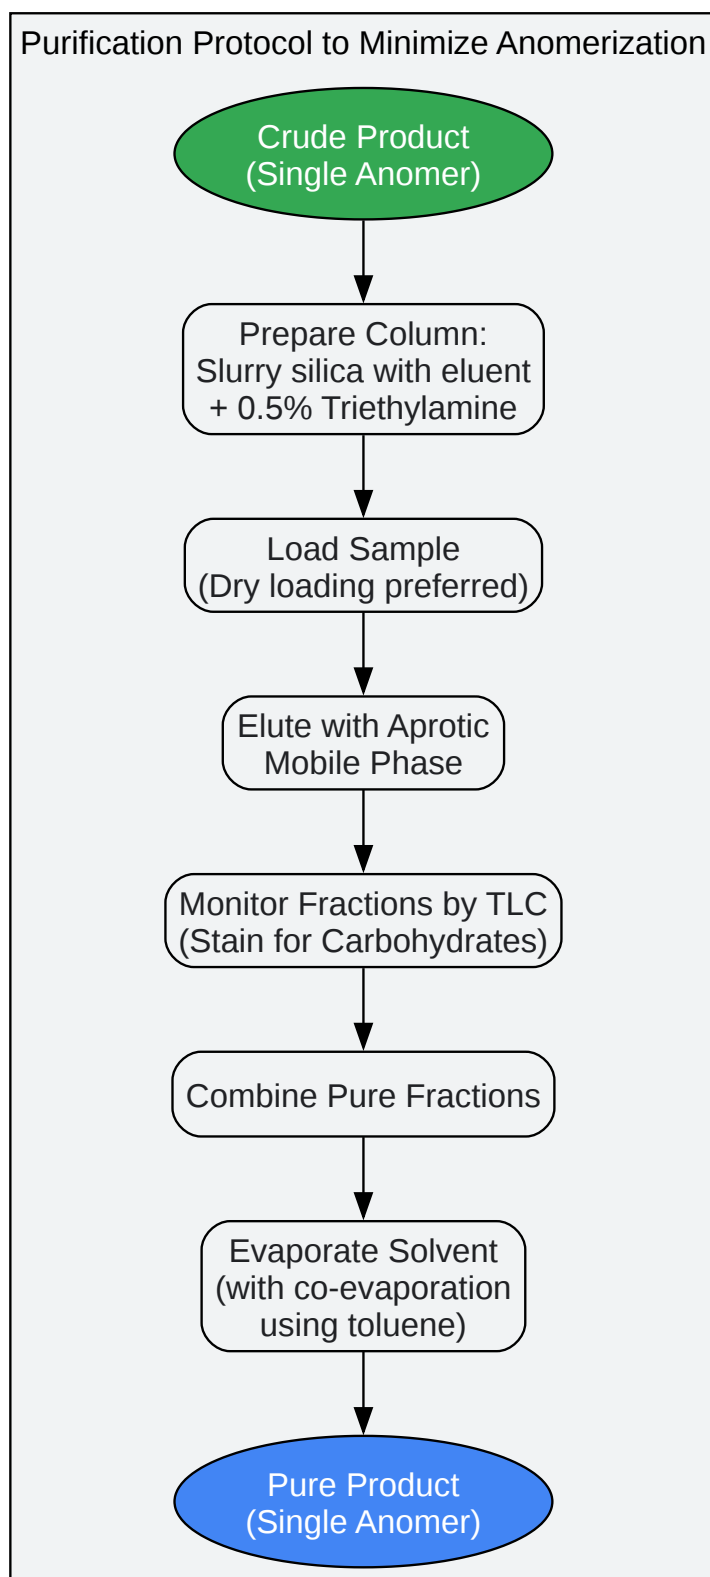 Purification Protocol to Minimize Anomerization
Crude Product
(Single Anomer)
Prepare Column:
Slurry silica with eluent
+ 0.5% Triethylamine
Load Sample
(Dry loading preferred)
Elute with Aprotic
Mobile Phase
Monitor Fractions by TLC
(Stain for Carbohydrates)
Combine Pure Fractions
Evaporate Solvent
(with co-evaporation
using toluene)
Pure Product
(Single Anomer)